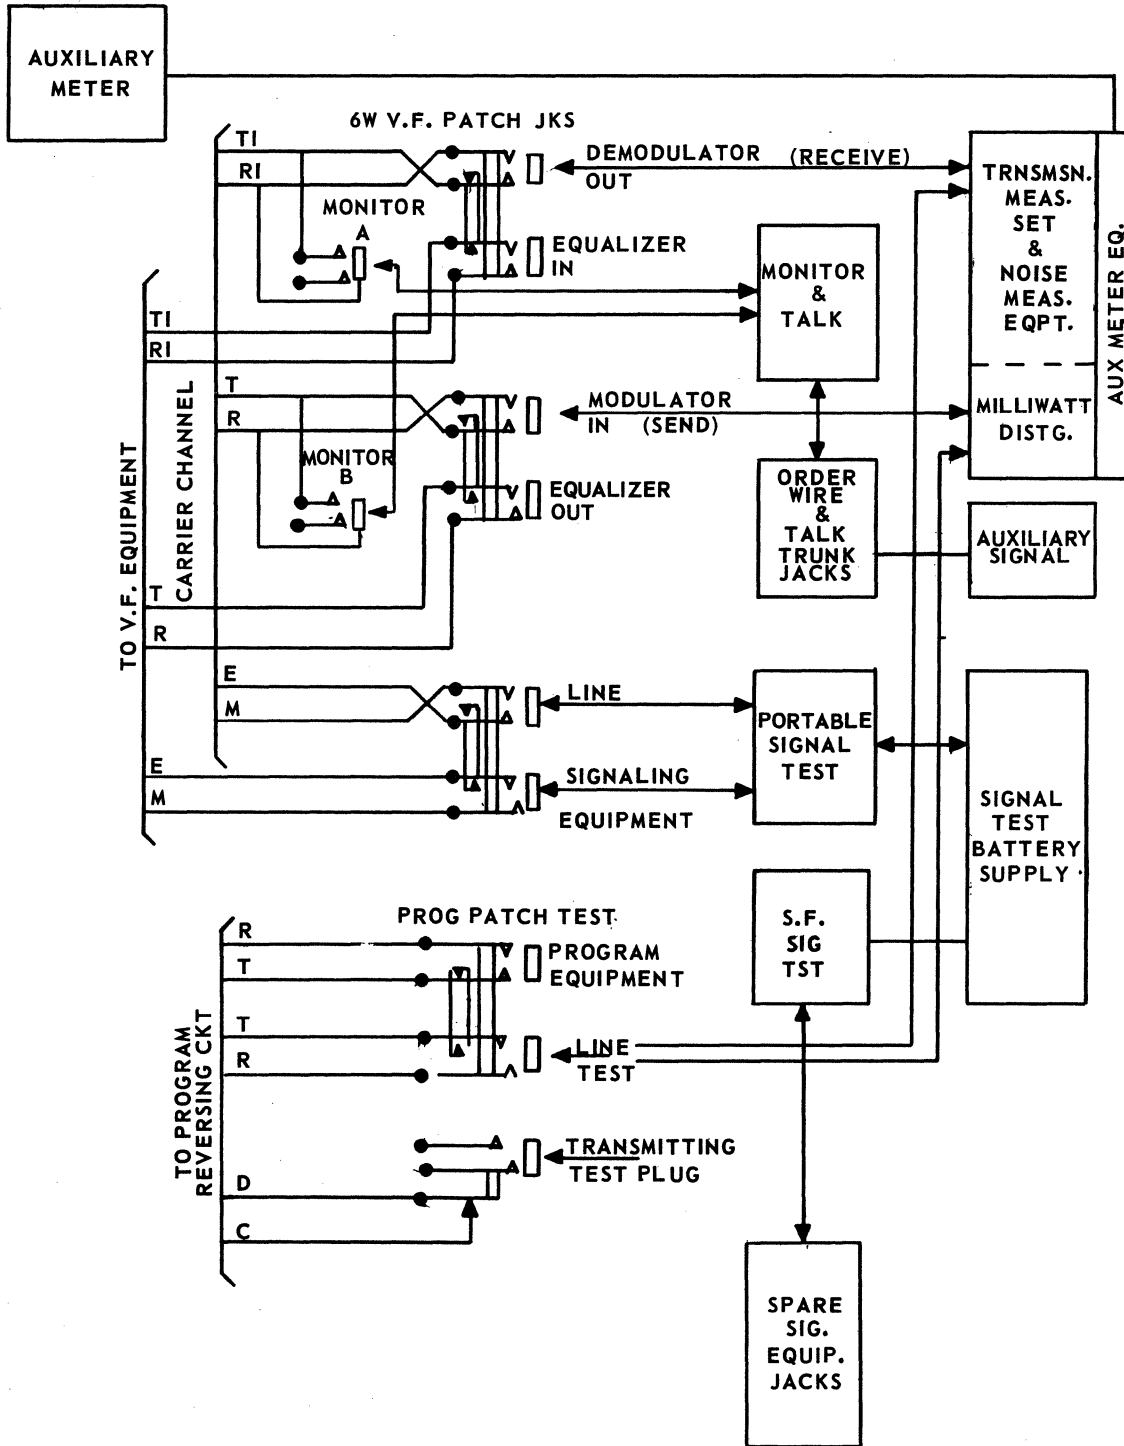 AUXILIARY
METER
6W V.F. PATCH JKS
TI
RI
DEMODULATOR (RECEIVE)
OUT
MONITOR
A
EQUALIZER
IN
MONITOR
&
TALK
TRNSMSN.
MEAS.
SET
&
NOISE
MEAS.
EQPT.
AUX METER EQ.
MILLIWATT
DISTG.
TI
RI
T
R
MODULATOR
IN (SEND)
MONITOR
B
EQUALIZER
OUT
CARRIER CHANNEL
TO V.F. EQUIPMENT
ORDER
WIRE
&
TALK
TRUNK
JACKS
AUXILIARY
SIGNAL
T
R
E
M
LINE
E
M
SIGNALING
EQUIPMENT
PORTABLE
SIGNAL
TEST
SIGNAL
TEST
BATTERY
SUPPLY
S.F.
SIG
TST
PROG PATCH TEST
R
T
PROGRAM
EQUIPMENT
T
R
LINE
TEST
TO PROGRAM
REVERSING CKT
TRANSMITTING
TEST PLUG
D
C
SPARE
SIG.
EQUIP.
JACKS